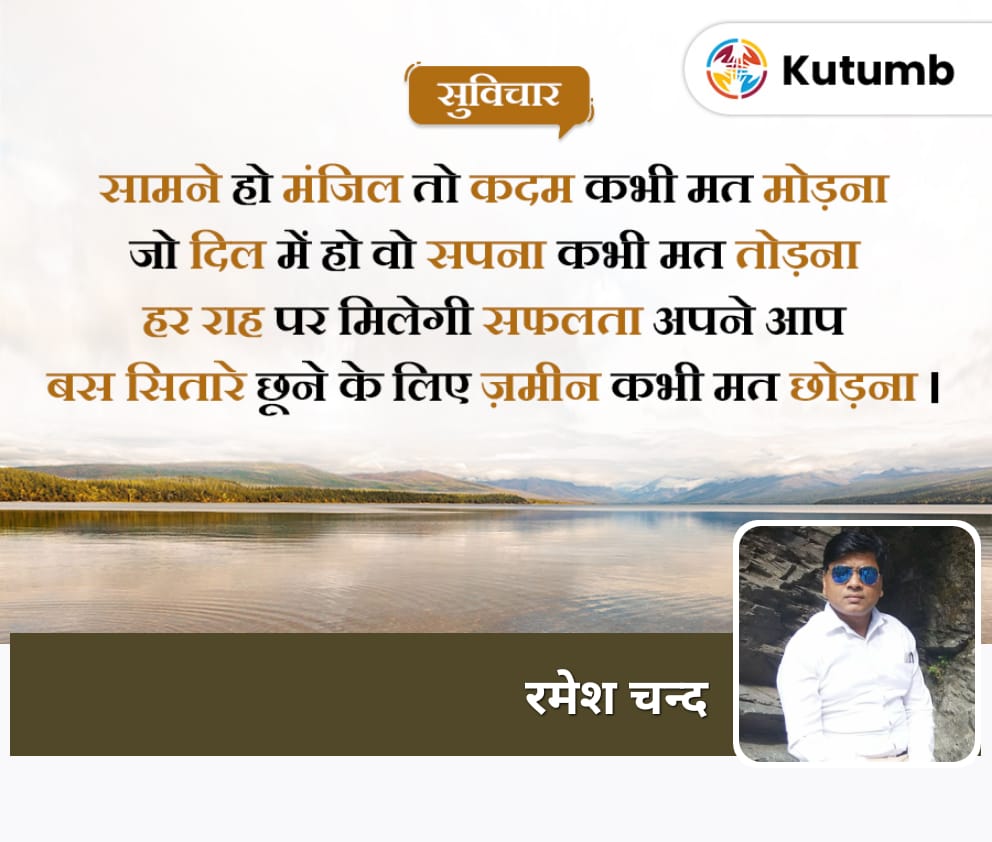 Kutumb
सुविचार
सामने हो मंजिल तो कदम कभी मत मोड़ना
जो दिल में हो वो सपना कभी मत तोड़ना
हर राह पर मिलेगी सफलता अपने आप
बस सितारे छूने के लिए ज़मीन कभी मत छोड़ना ।
रमेश चन्द